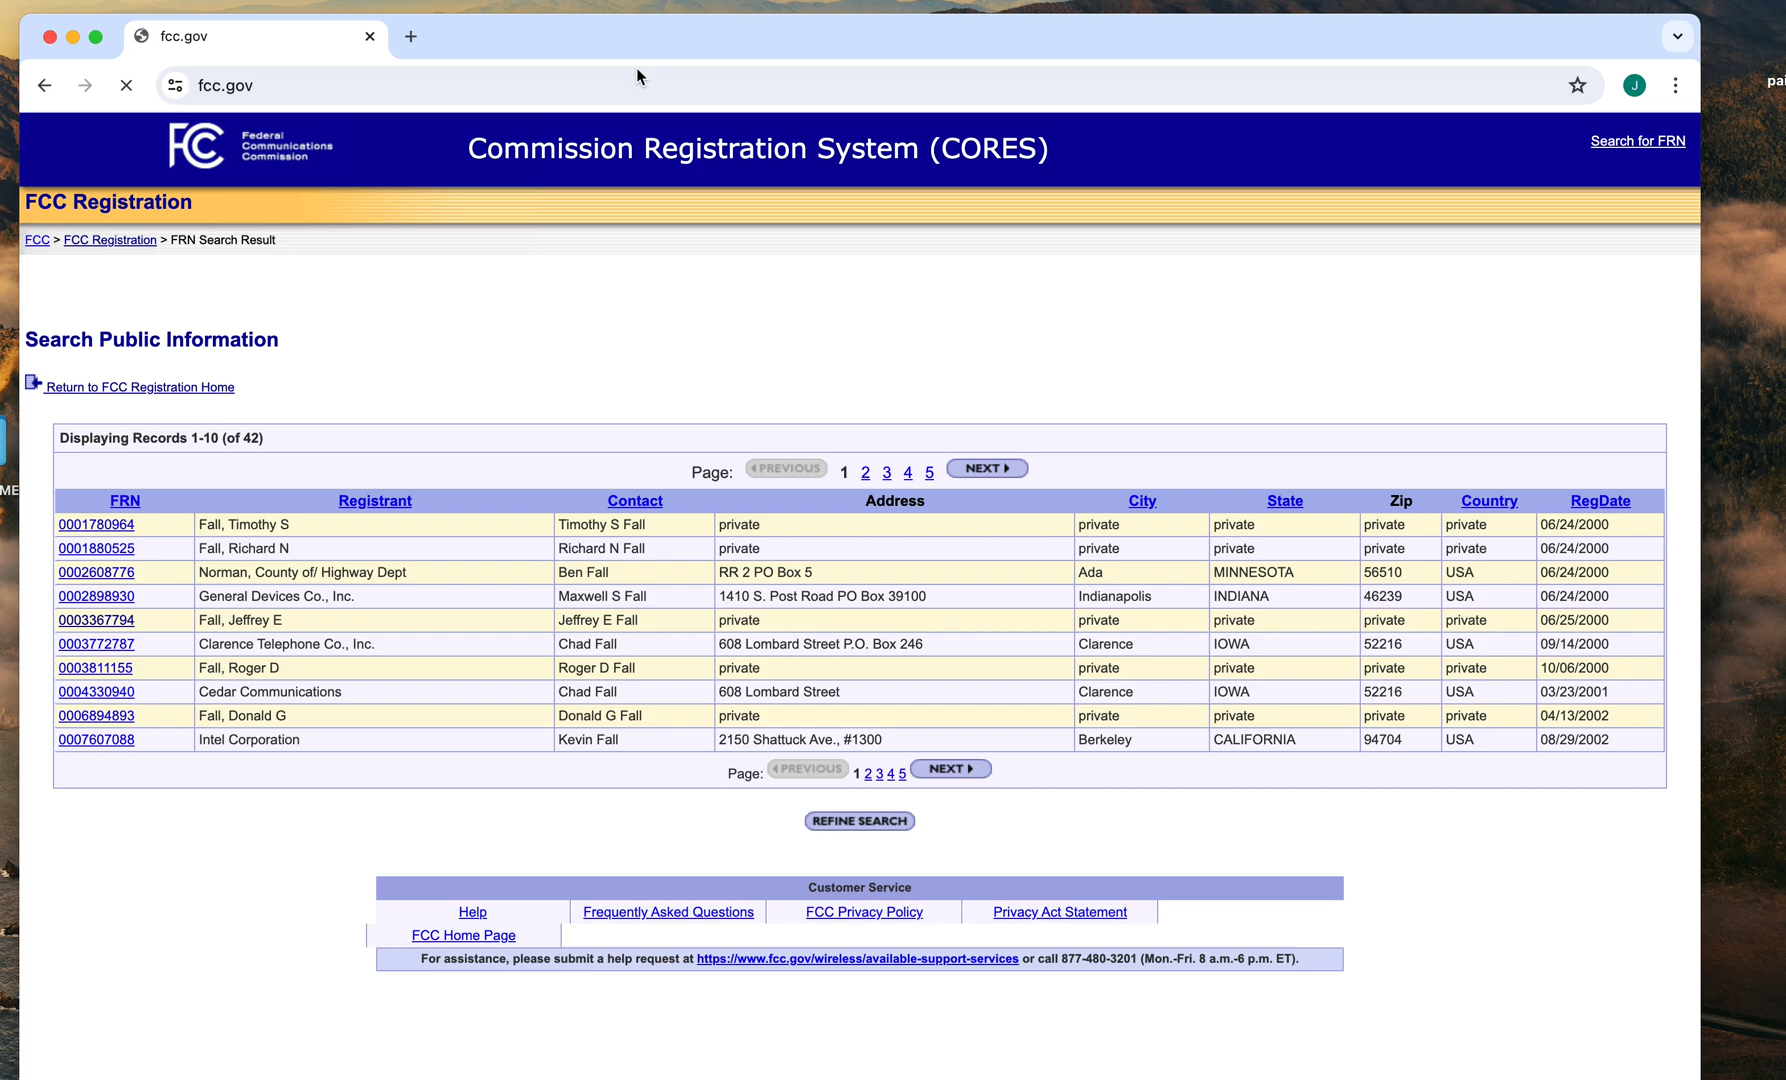 fcc.gov
fcc.gov
J
FCC Federal Communications Commission
Commission Registration System (CORES)
Search for FRN
FCC Registration
FCC > FCC Registration > FRN Search Result
Search Public Information
Return to FCC Registration Home
Displaying Records 1-10 (of 42)
Page: PREVIOUS 1 2 3 4 5 NEXT
FRN Registrant Contact Address City State Zip Country RegDate
0001780964 Fall, Timothy S Timothy S Fall private private private private private 06/24/2000
0001880525 Fall, Richard N Richard N Fall private private private private private 06/24/2000
0002608776 Norman, County of/ Highway Dept Ben Fall RR 2 PO Box 5 Ada MINNESOTA 56510 USA 06/24/2000
0002898930 General Devices Co., Inc. Maxwell S Fall 1410 S. Post Road PO Box 39100 Indianapolis INDIANA 46239 USA 06/24/2000
0003367794 Fall, Jeffrey E Jeffrey E Fall private private private private private 06/25/2000
0003772787 Clarence Telephone Co., Inc. Chad Fall 608 Lombard Street P.O. Box 246 Clarence IOWA 52216 USA 09/14/2000
0003811155 Fall, Roger D Roger D Fall private private private private private 10/06/2000
0004330940 Cedar Communications Chad Fall 608 Lombard Street Clarence IOWA 52216 USA 03/23/2001
0006894893 Fall, Donald G Donald G Fall private private private private private 04/13/2002
0007607088 Intel Corporation Kevin Fall 2150 Shattuck Ave., #1300 Berkeley CALIFORNIA 94704 USA 08/29/2002
Page: PREVIOUS 1 2 3 4 5 NEXT
REFINE SEARCH
Customer Service
Help Frequently Asked Questions FCC Privacy Policy Privacy Act Statement
FCC Home Page
For assistance, please submit a help request at https://www.fcc.gov/wireless/available-support-services or call 877-480-3201 (Mon.-Fri. 8 a.m.-6 p.m. ET).